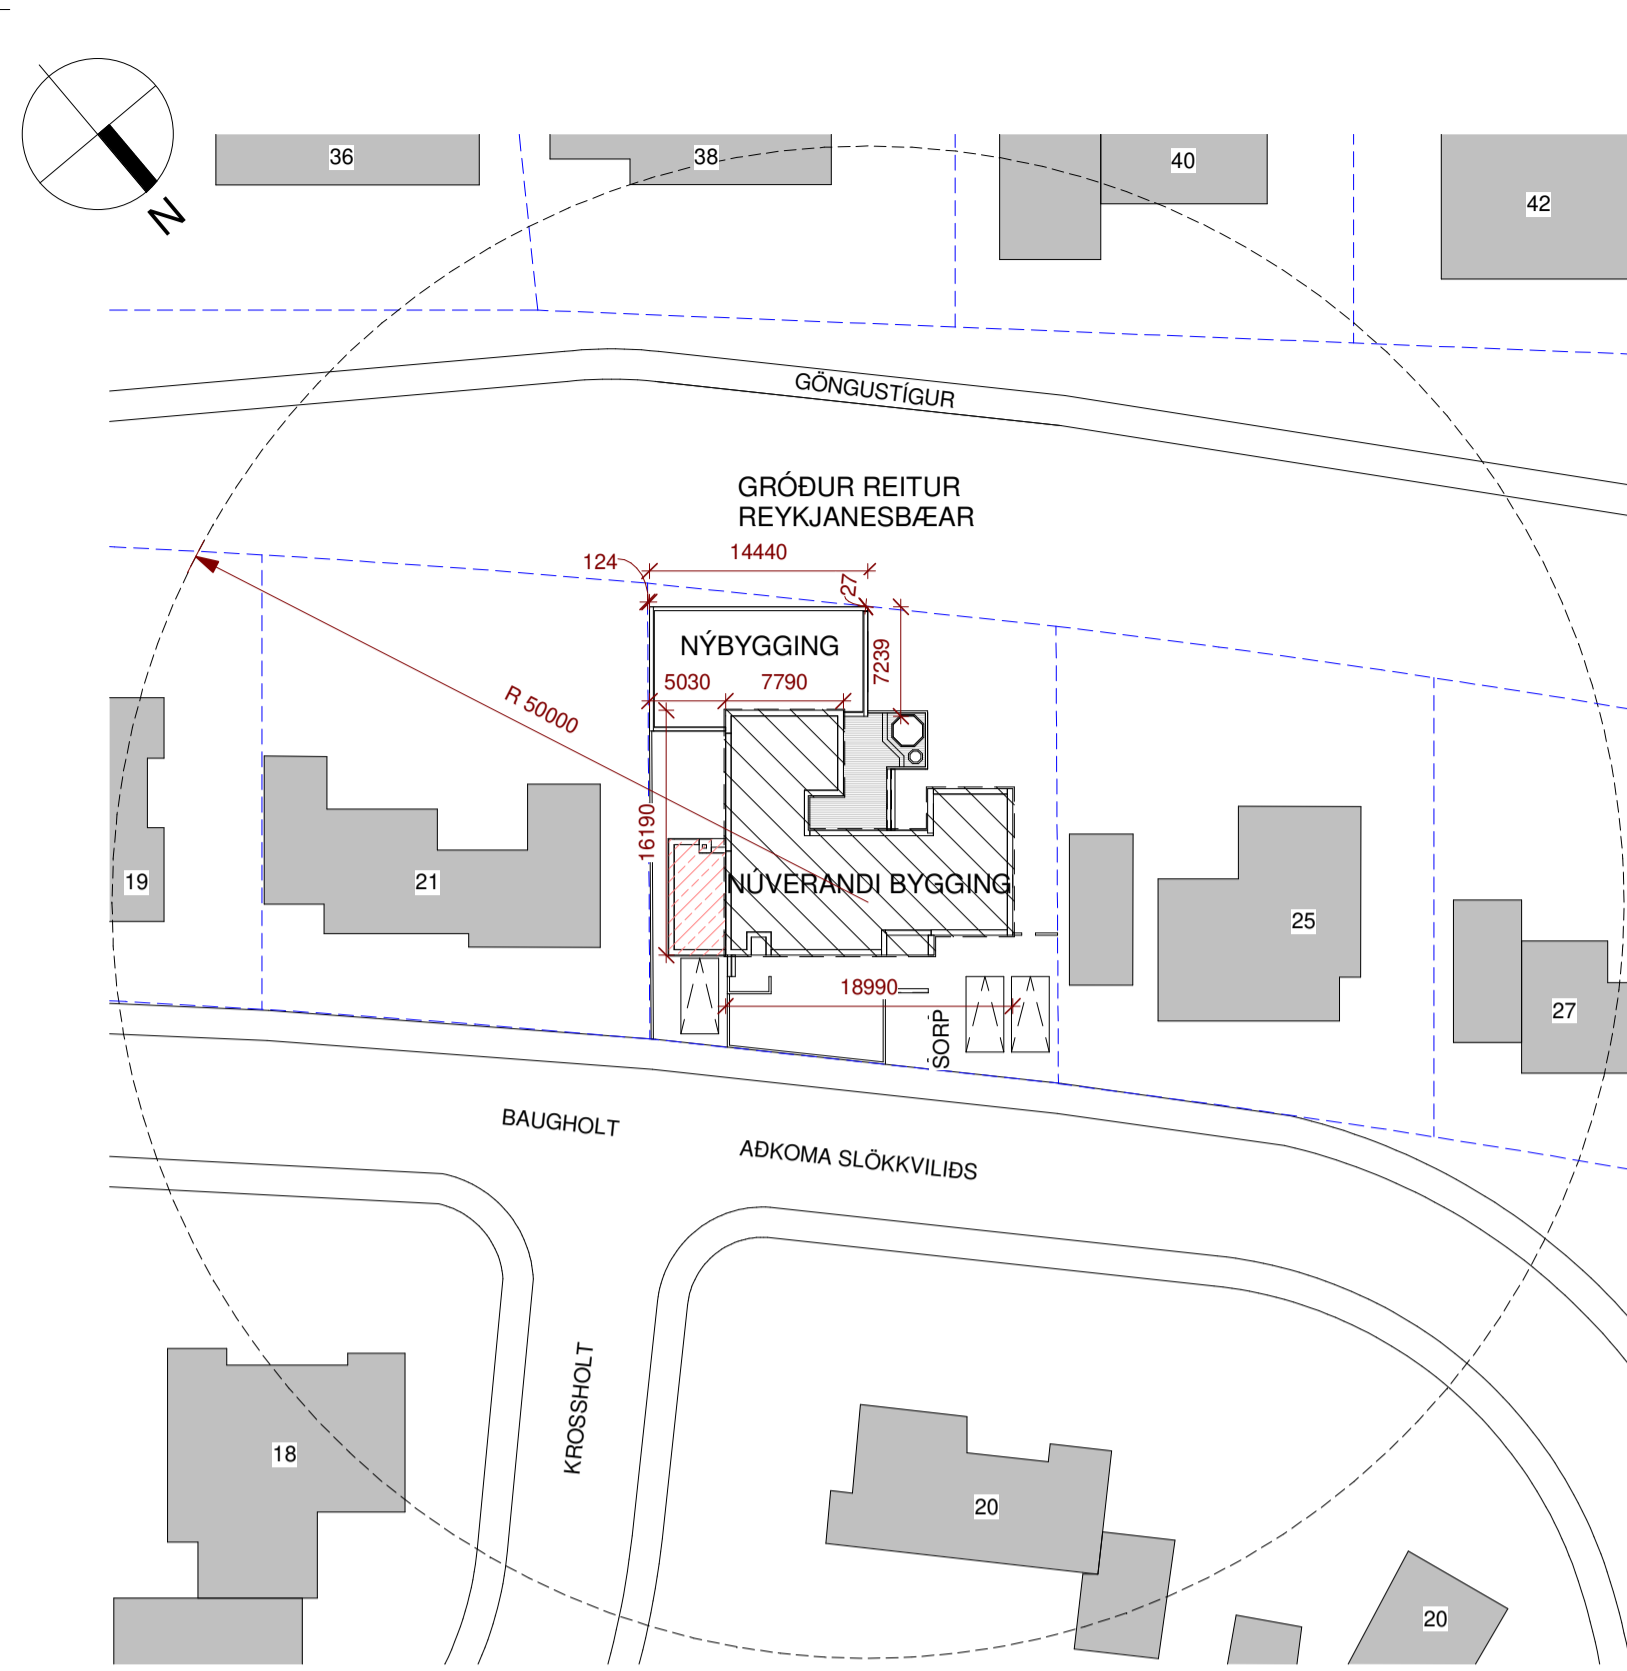 N
36
38
40
42
GÖNGUSTÍGUR
GRÓÐUR REITUR
REYKJANESBÆAR
124
14440
27
NÝBYGGING
7239
5030
7790
R 50000
16190
19
21
NÚVERANDI BYGGING
25
27
18990
SORP
BAUGHOLT
AÐKOMA SLÖKKVILIÐS
KROSSHOLT
18
20
20